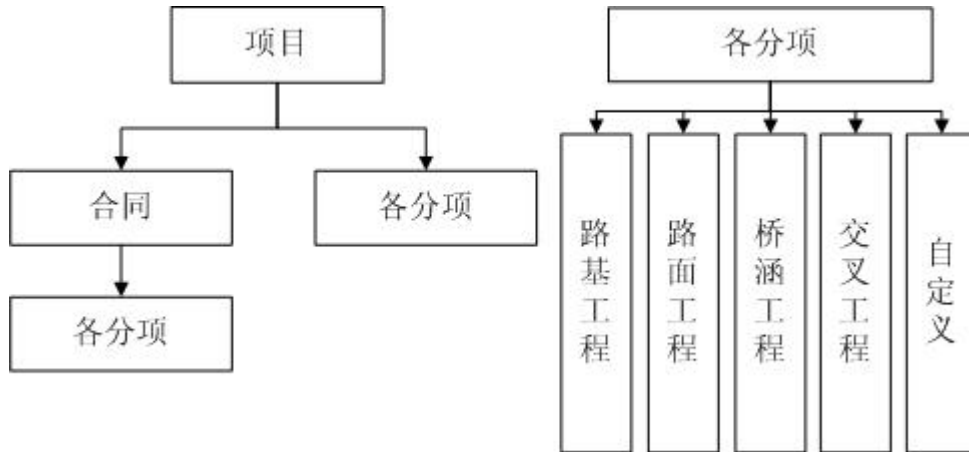 项目
合同
各分项
各分项
各分项
路基工程
路面工程
桥涵工程
交叉工程
自定义